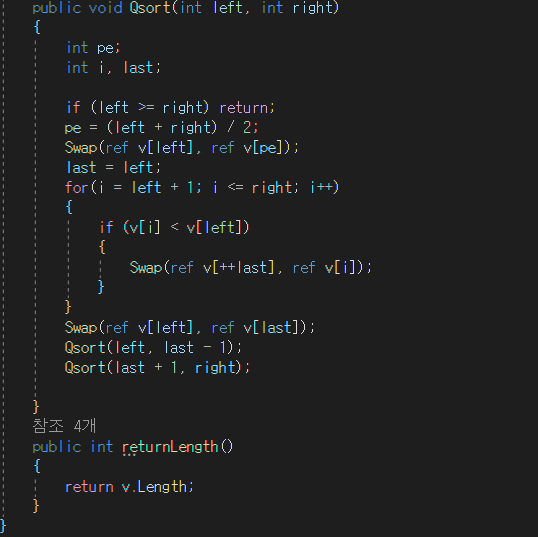 public void Qsort(int left, int right)
{
int pe;
int i, last;
if (left >= right) return;
pe = (left + right) / 2;
Swap(ref v[left], ref v[pe]);
last = left;
for(i = left + 1; i <= right; i++)
{
if (v[i] < v[left])
{
Swap(ref v[++last], ref v[i]);
}
}
Swap(ref v[left], ref v[last]);
Qsort(left, last - 1);
Qsort(last + 1, right);
}
참조 4개
public int returnLength()
{
return v.Length;
}
}